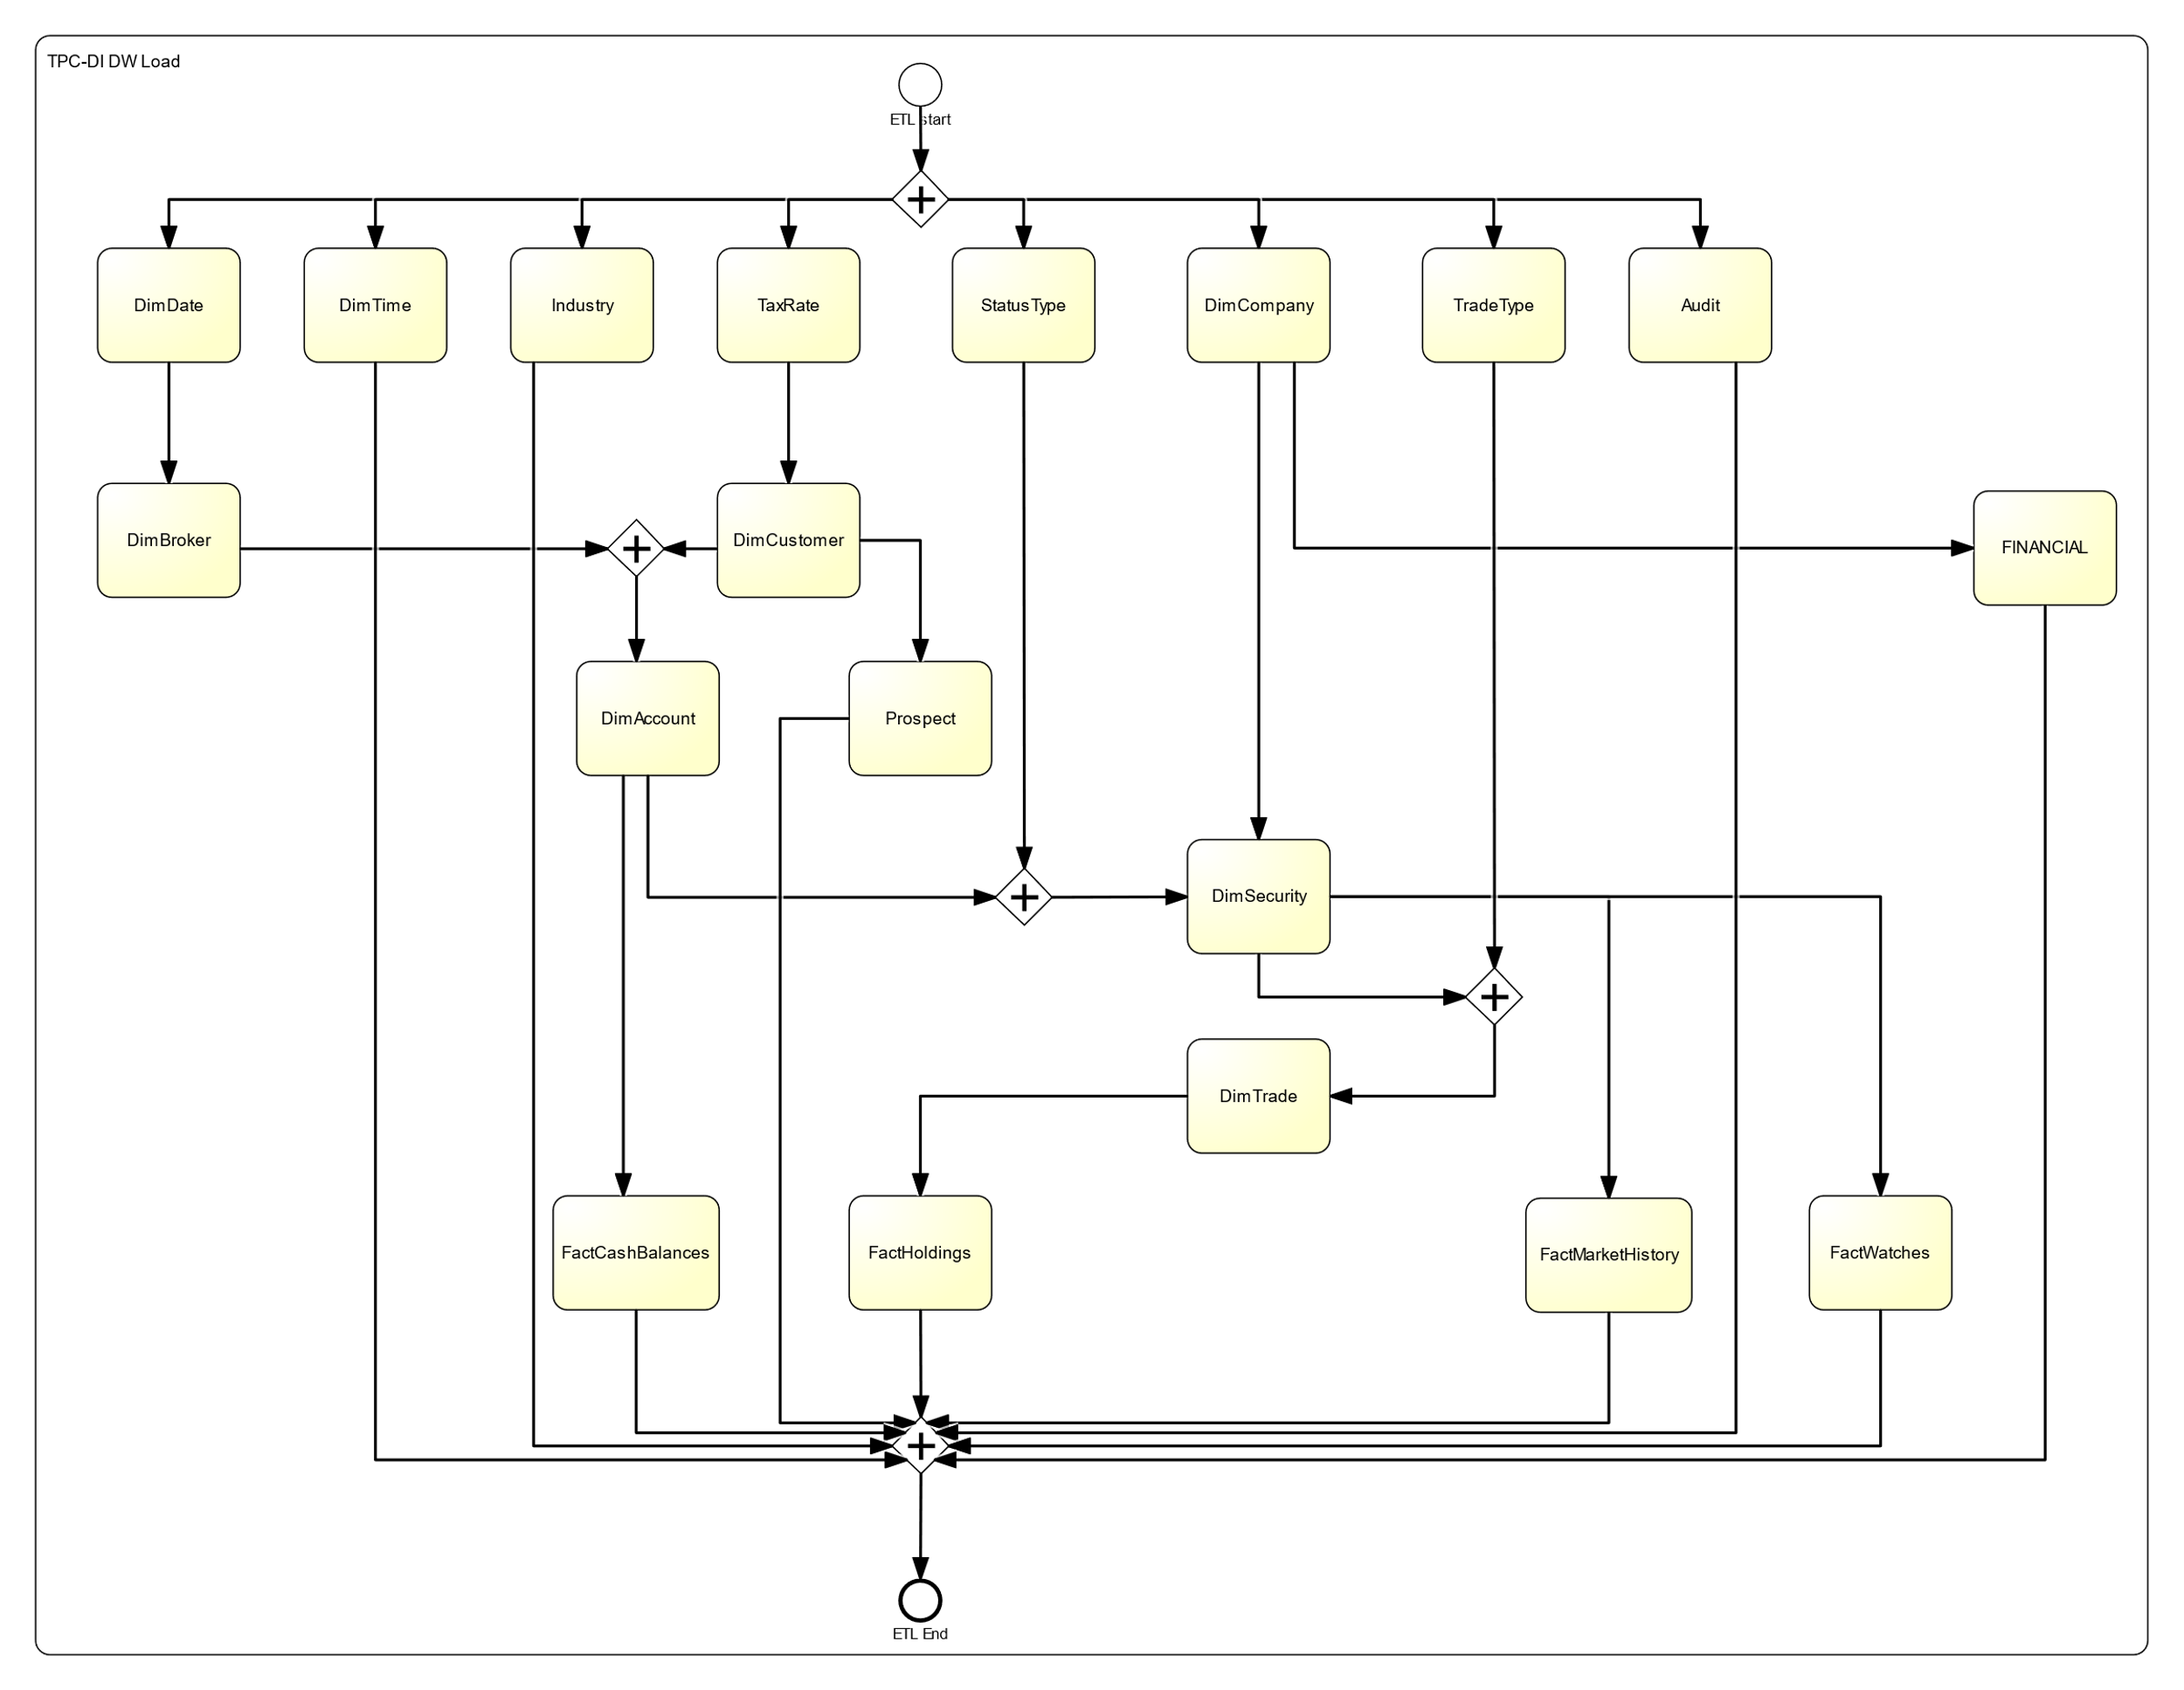 TPC-DI DW Load
ETL start
DimDate
DimTime
Industry
TaxRate
StatusType
DimCompany
TradeType
Audit
DimBroker
DimCustomer
FINANCIAL
DimAccount
Prospect
DimSecurity
DimTrade
FactCashBalances
FactHoldings
FactMarketHistory
FactWatches
ETL End